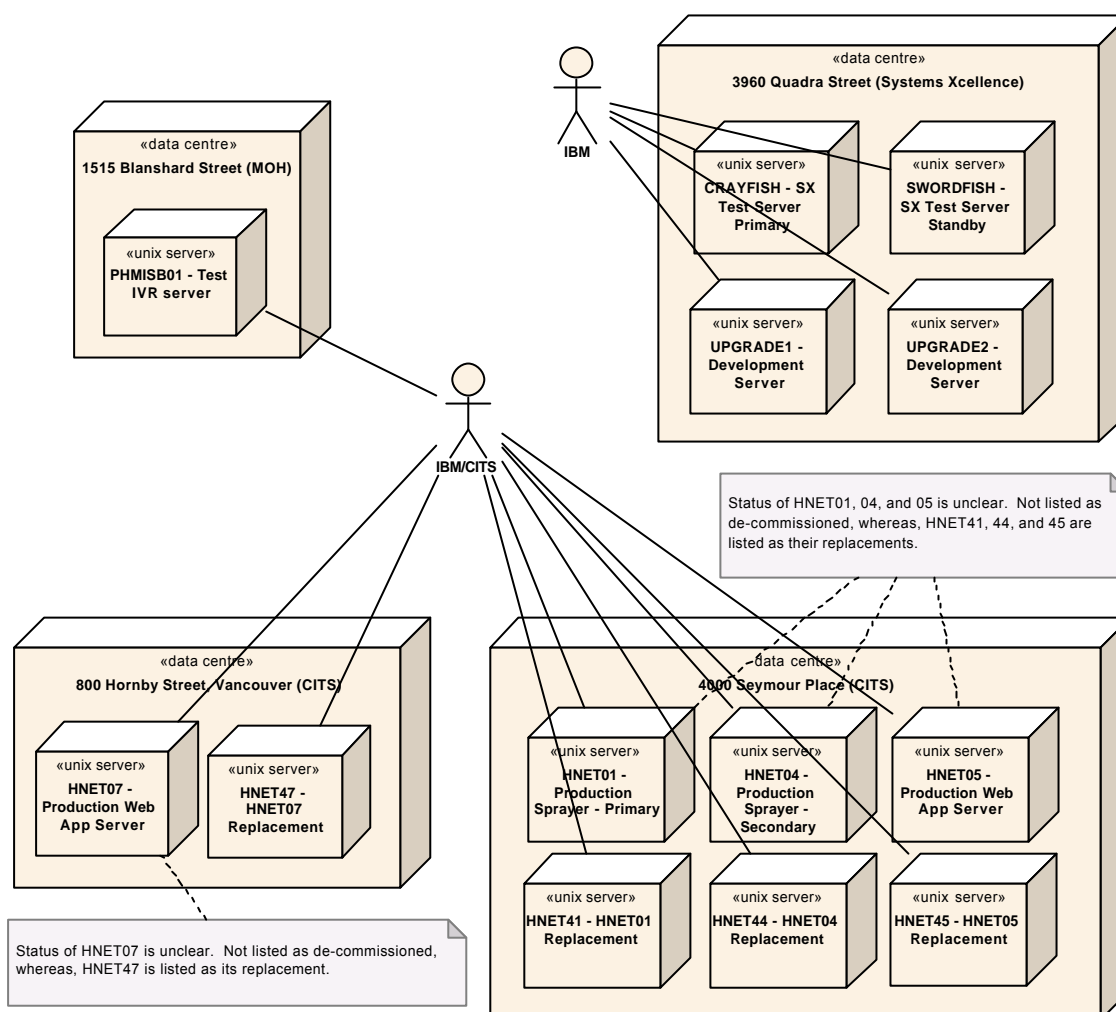 «data centre»
3960 Quadra Street (Systems Xcellence)
IBM
«unix server»
CRAYFISH - SX
Test Server
Primary
«unix server»
SWORDFISH -
SX Test Server
Standby
«unix server»
UPGRADE1 -
Development
Server
«unix server»
UPGRADE2 -
Development
Server
«data centre»
1515 Blanshard Street (MOH)
«unix server»
PHMISB01 - Test
IVR server
IBM/CITS
Status of HNET01, 04, and 05 is unclear. Not listed as
de-commissioned, whereas, HNET41, 44, and 45 are
listed as their replacements.
«data centre»
800 Hornby Street, Vancouver (CITS)
«unix server»
HNET07 -
Production Web
App Server
«unix server»
HNET47 -
HNET07
Replacement
Status of HNET07 is unclear. Not listed as de-commissioned,
whereas, HNET47 is listed as its replacement.
«data centre»
4000 Seymour Place (CITS)
«unix server»
HNET01 -
Production
Sprayer - Primary
«unix server»
HNET04 -
Production
Sprayer -
Secondary
«unix server»
HNET05 -
Production Web
App Server
«unix server»
HNET41 - HNET01
Replacement
«unix server»
HNET44 - HNET04
Replacement
«unix server»
HNET45 - HNET05
Replacement